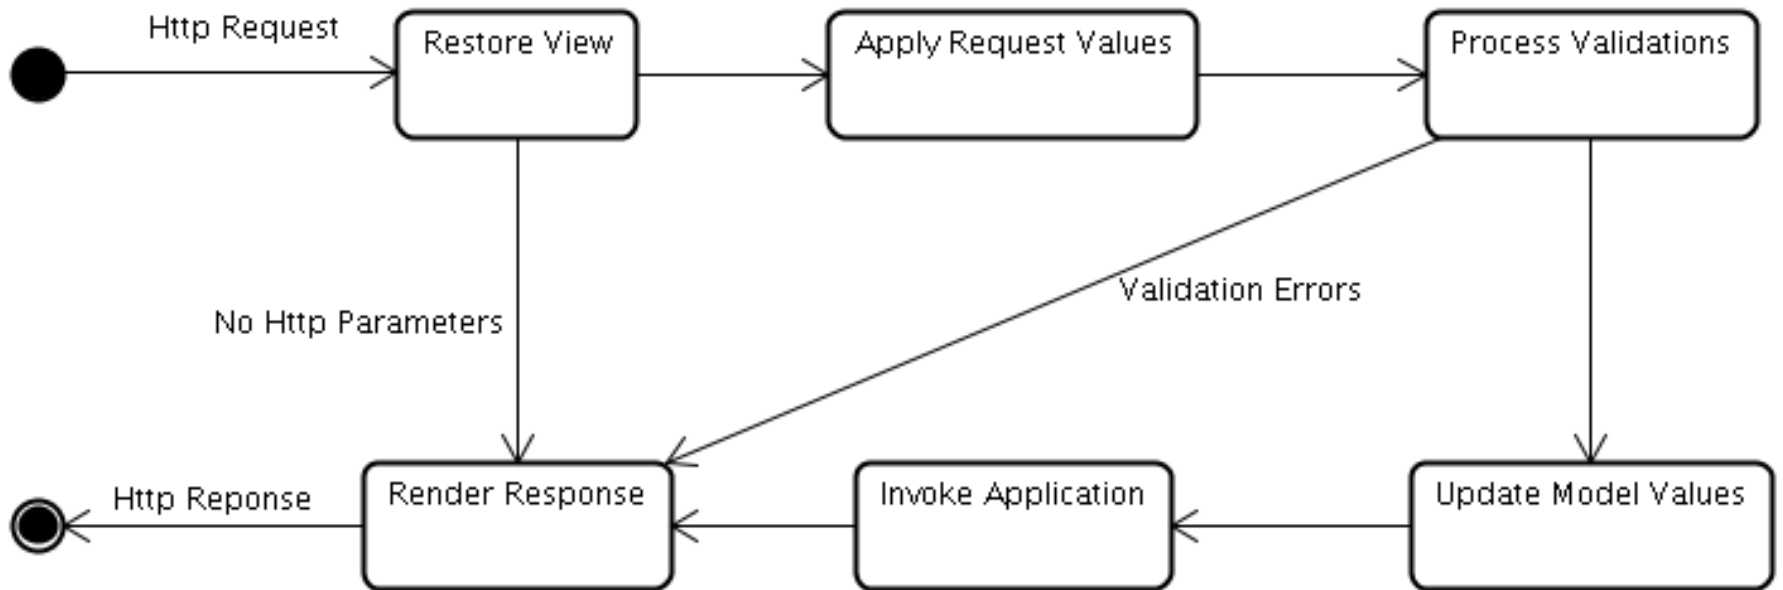 Http Request
Restore View
Apply Request Values
Process Validations
Validation Errors
No Http Parameters
Http Reponse
Render Response
Invoke Application
Update Model Values